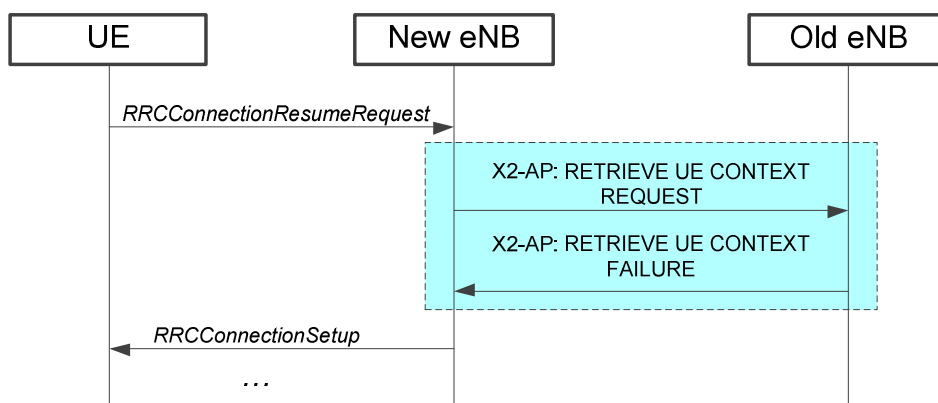 UE
New eNB
Old eNB
RRCConnectionResumeRequest
X2-AP: RETRIEVE UE CONTEXT
REQUEST
X2-AP: RETRIEVE UE CONTEXT
FAILURE
RRCConnectionSetup
...